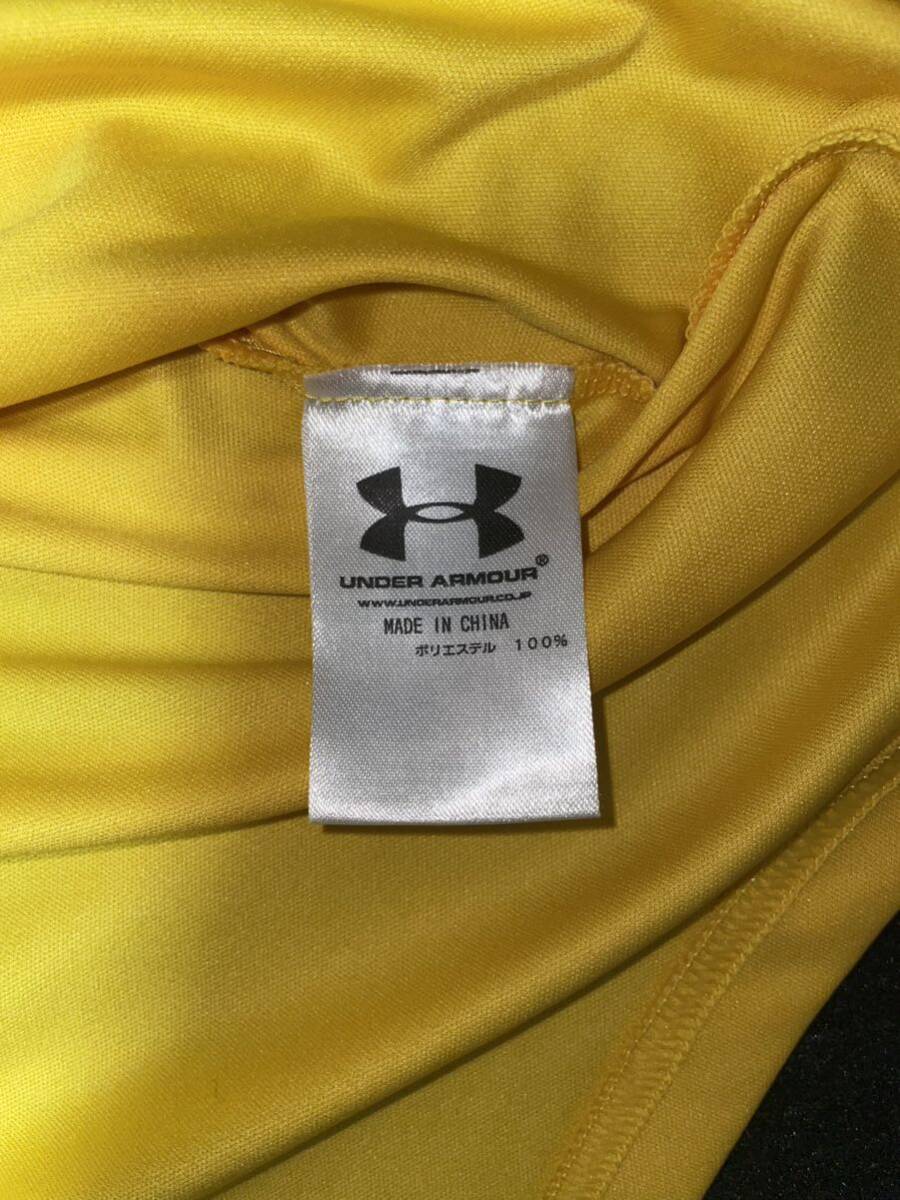 UNDER ARMOUR®
WWW.UNDERARMOUR.CO.JP
MADE IN CHINA
ポリエステル 100%